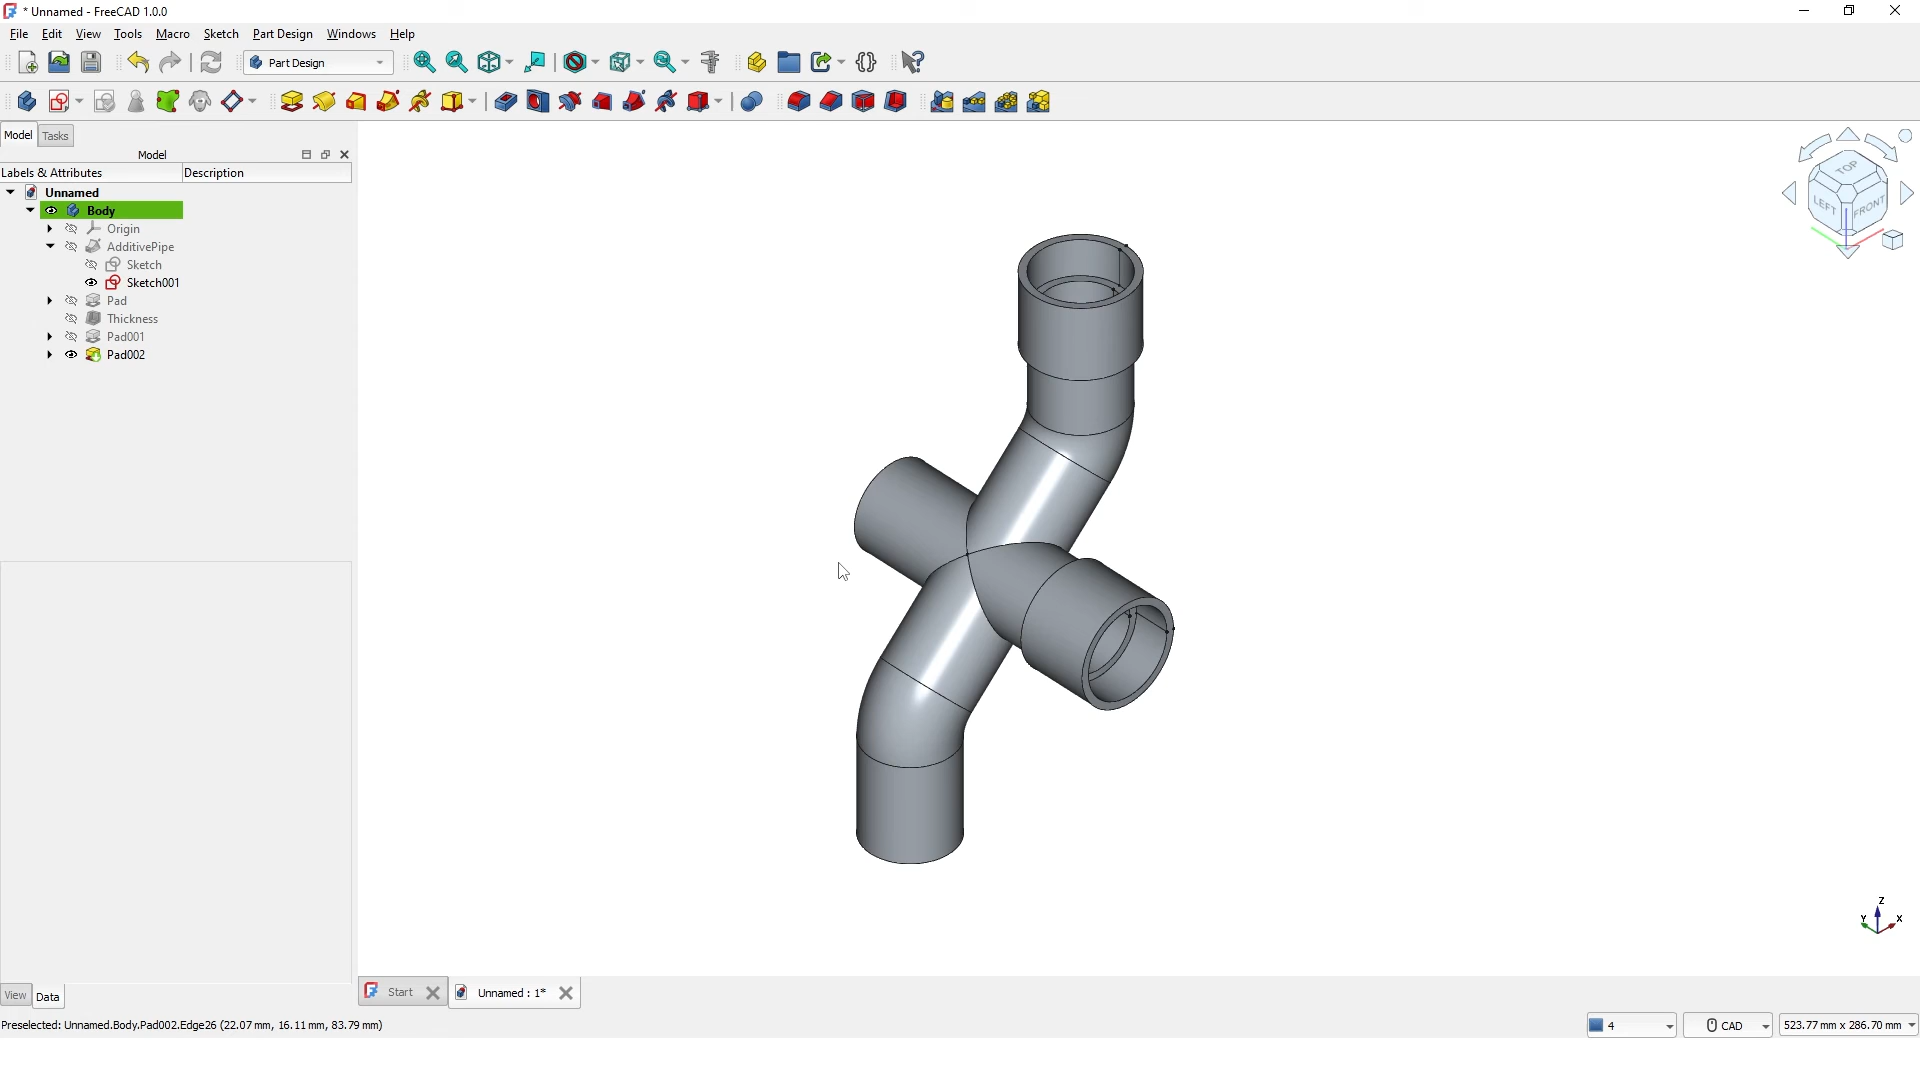 * Unnamed - FreeCAD 1.0.0
File Edit View Tools Macro Sketch Part Design Windows Help
Part Design
Model Tasks
Model
Labels & Attributes Description
Unnamed
Body
Origin
AdditivePipe
Sketch
Sketch001
Pad
Thickness
Pad001
Pad002
TOP
LEFT FRONT
Z
Y X
View Data
Start Unnamed : 1*
Preselected: Unnamed.Body.Pad002.Edge26 (22.07 mm, 16.11 mm, 83.79 mm)
4 CAD 523.77 mm x 286.70 mm